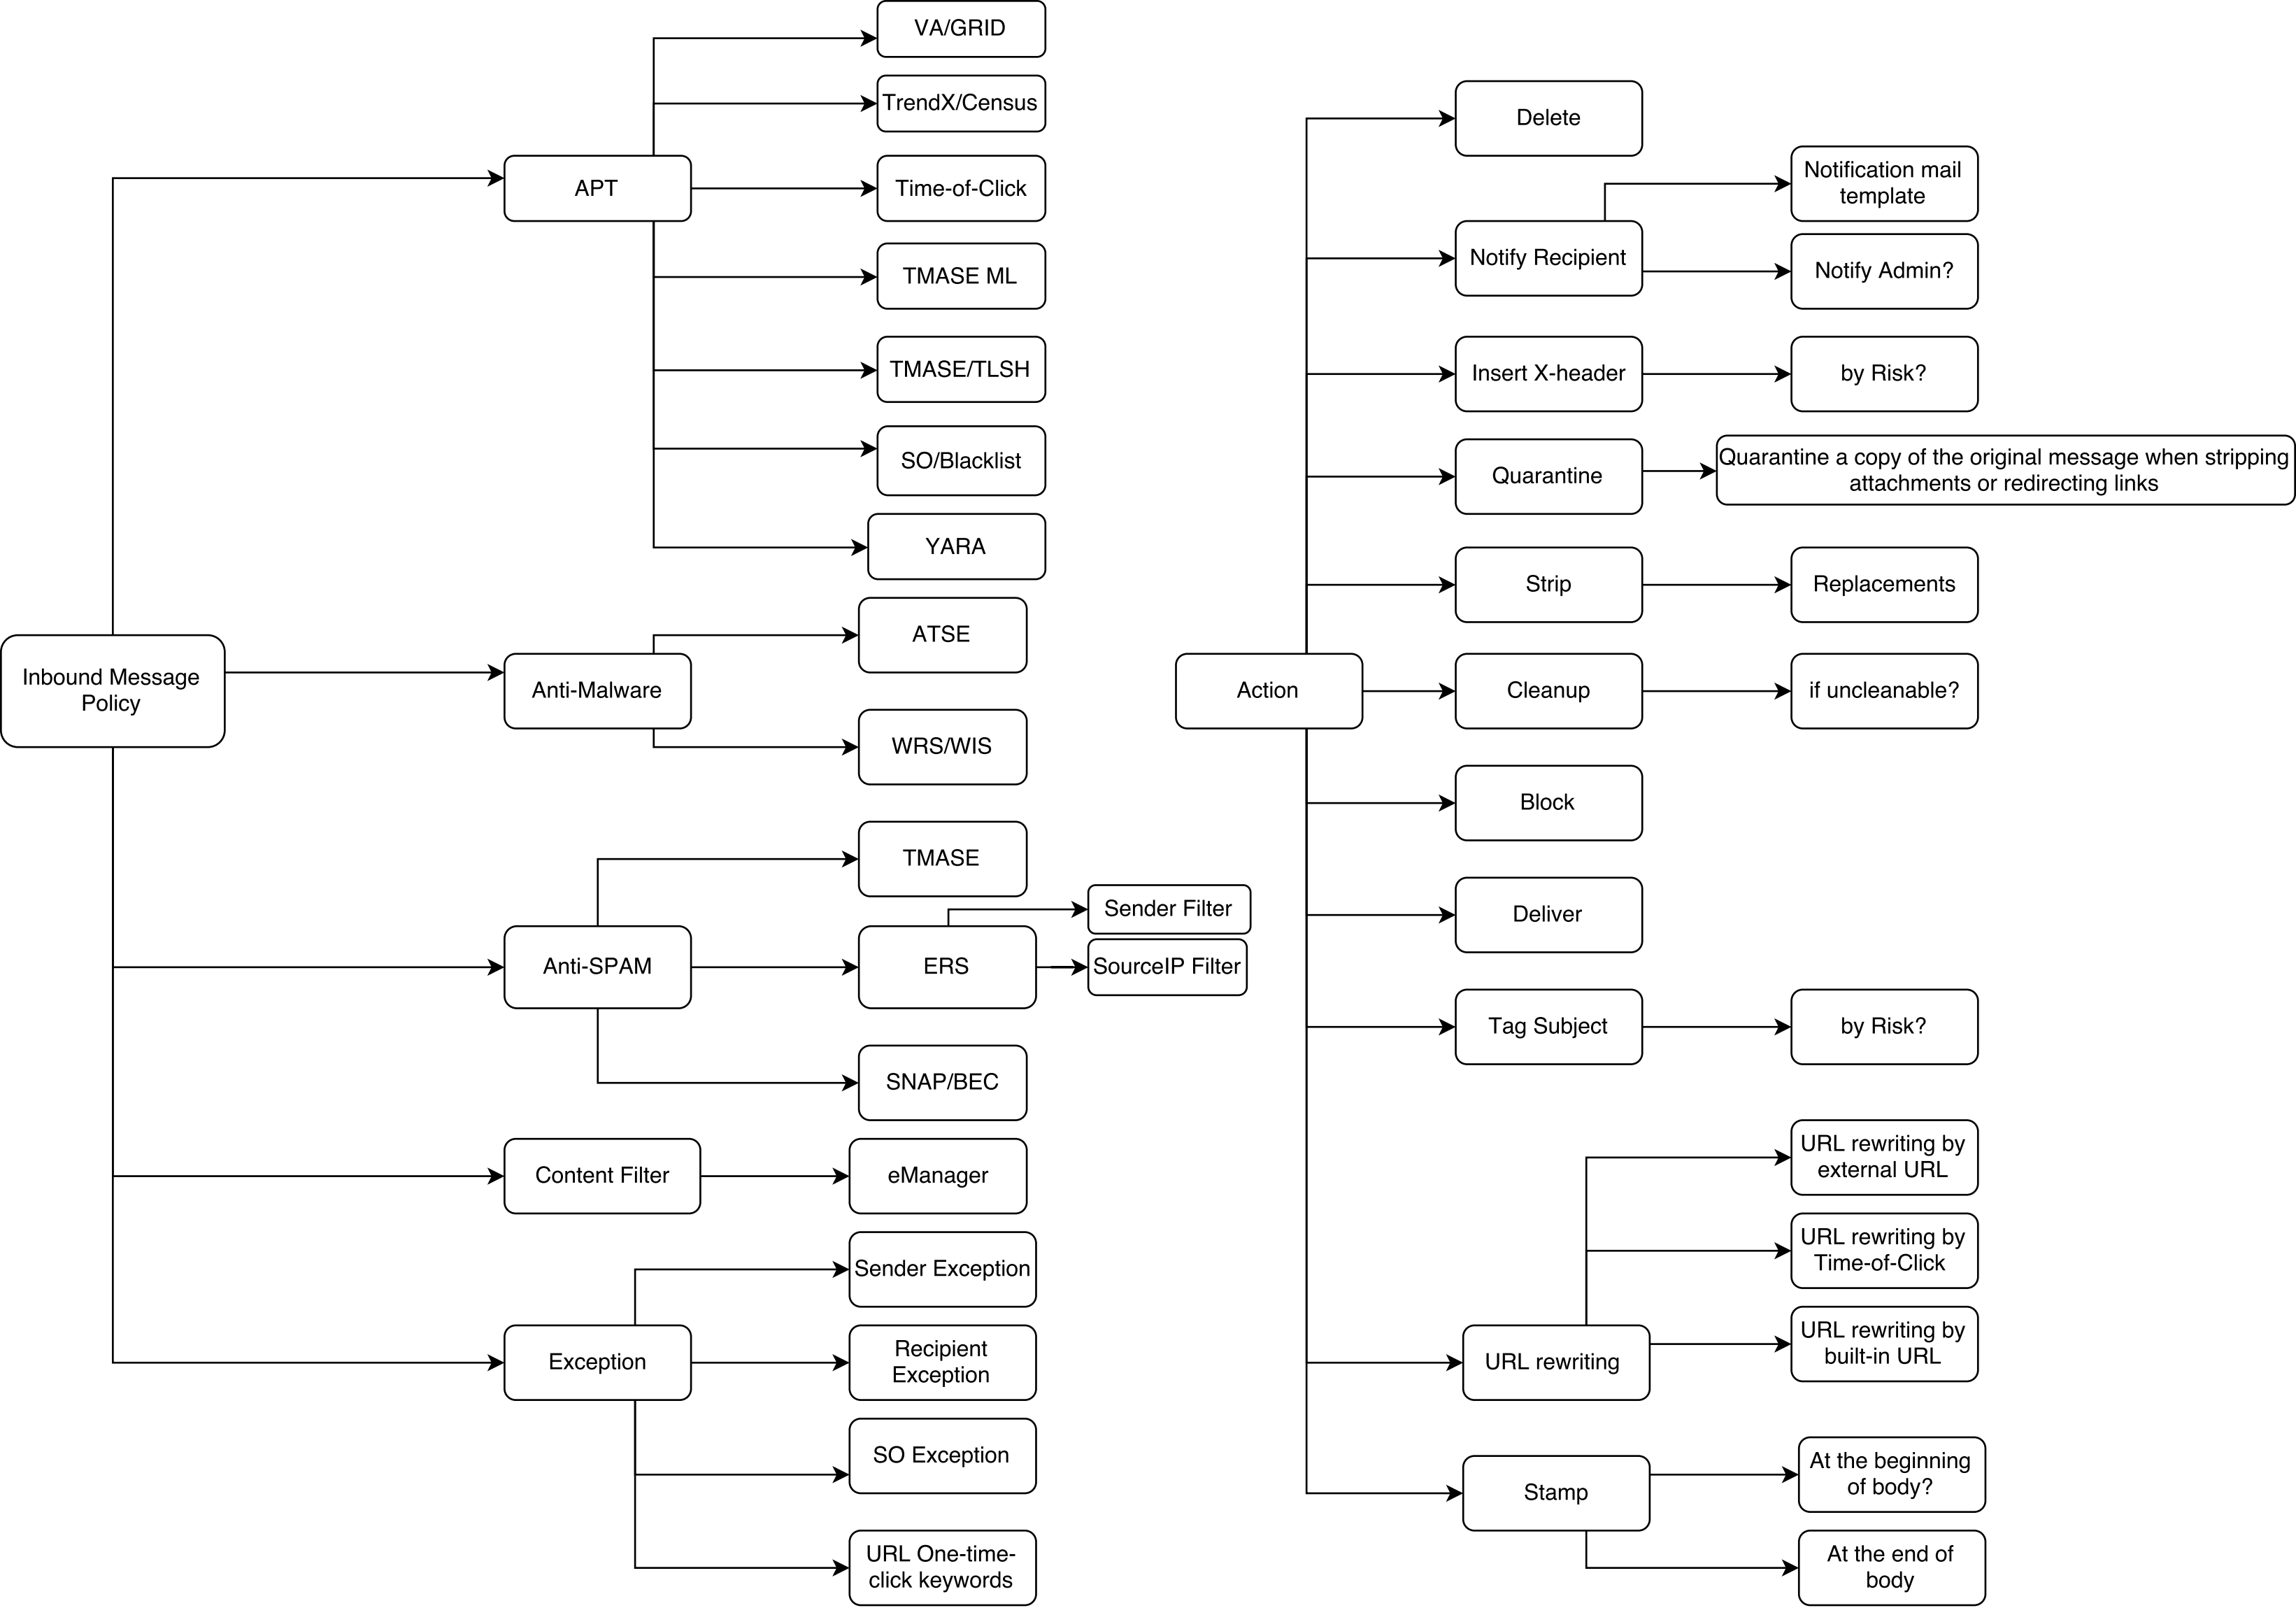 VA/GRID
TrendX/Census
APT
Time-of-Click
TMASE ML
TMASE/TLSH
SO/Blacklist
YARA
Inbound Message
Policy
ATSE
Anti-Malware
WRS/WIS
TMASE
Sender Filter
Anti-SPAM
ERS
SourceIP Filter
SNAP/BEC
Content Filter
eManager
Sender Exception
Exception
Recipient
Exception
SO Exception
URL One-time-
click keywords
Delete
Notification mail
template
Notify Recipient
Notify Admin?
Insert X-header
by Risk?
Quarantine
Quarantine a copy of the original message when stripping
attachments or redirecting links
Strip
Replacements
Action
Cleanup
if uncleanable?
Block
Deliver
Tag Subject
by Risk?
URL rewriting by
external URL
URL rewriting by
Time-of-Click
URL rewriting
URL rewriting by
built-in URL
Stamp
At the beginning
of body?
At the end of
body